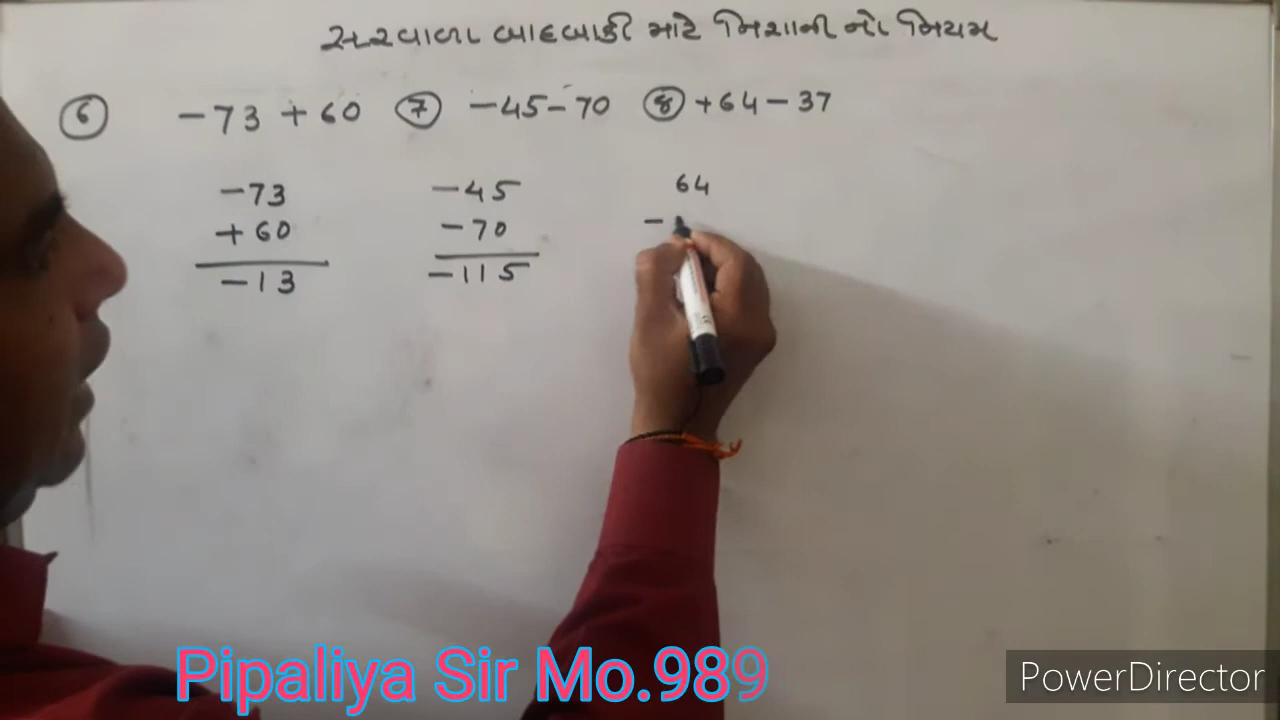 સરવાળા બાદબાકી માટે નિશાની નો નિયમ
6 -73 + 60 7 -45 - 70 8 +64 - 37
-73 -45 64
+60 -70 -
-13 -115
Pipaliya Sir Mo.989
PowerDirector